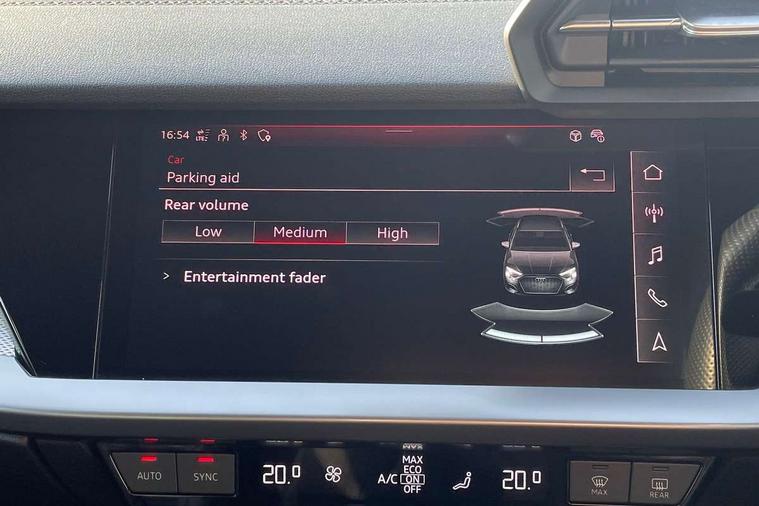 16:54 LTE
Car
Parking aid
Rear volume
Low Medium High
> Entertainment fader
AUTO SYNC
20.0
A/C
MAX
ECO
ON
OFF
20.0
MAX
REAR